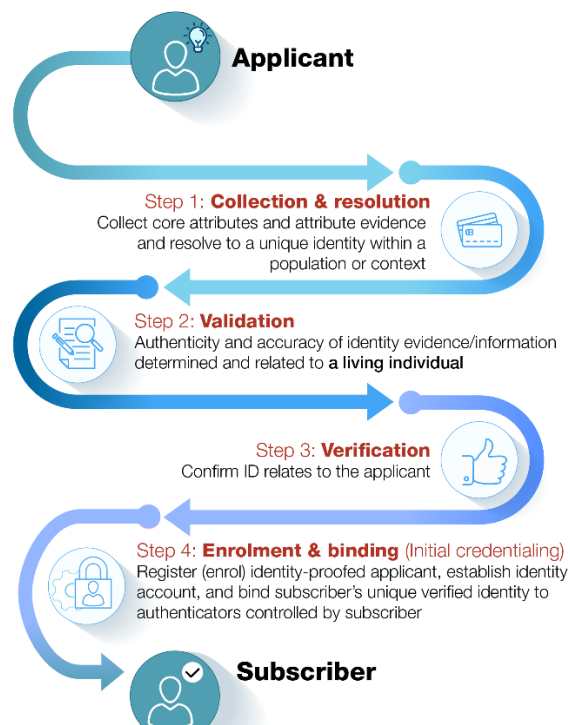 Applicant
Step 1: Collection & resolution
Collect core attributes and attribute evidence
and resolve to a unique identity within a
population or context
Step 2: Validation
Authenticity and accuracy of identity evidence/information
determined and related to a living individual
Step 3: Verification
Confirm ID relates to the applicant
Step 4: Enrolment & binding (Initial credentialing)
Register (enrol) identity-proofed applicant, establish identity
account, and bind subscriber's unique verified identity to
authenticators controlled by subscriber
Subscriber